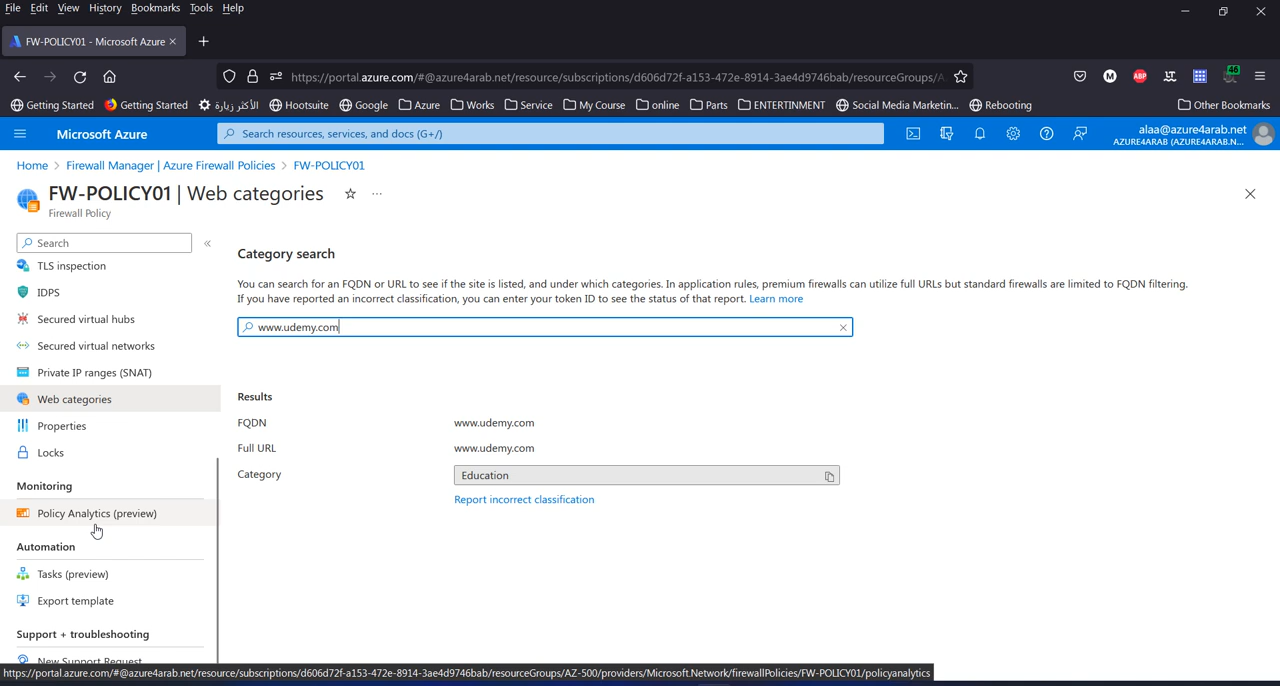 File Edit View History Bookmarks Tools Help
FW-POLICY01 - Microsoft Azure
https://portal.azure.com/#@azure4arab.net/resource/subscriptions/d606d72f-a153-472e-8914-3ae4d9746bab/resourceGroups/A
Getting Started Getting Started الأكثر زيارة Hootsuite Google Azure Works Service My Course online Parts ENTERTIMENT Social Media Marketin... Rebooting Other Bookmarks
Microsoft Azure
Search resources, services, and docs (G+/)
alaa@azure4arab.net
AZURE4ARAB (AZURE4ARAB.N...
Home > Firewall Manager | Azure Firewall Policies > FW-POLICY01
FW-POLICY01 | Web categories
Firewall Policy
Search
TLS inspection
IDPS
Secured virtual hubs
Secured virtual networks
Private IP ranges (SNAT)
Web categories
Properties
Locks
Monitoring
Policy Analytics (preview)
Automation
Tasks (preview)
Export template
Support + troubleshooting
New Support Request
Category search
You can search for an FQDN or URL to see if the site is listed, and under which categories. In application rules, premium firewalls can utilize full URLs but standard firewalls are limited to FQDN filtering.
If you have reported an incorrect classification, you can enter your token ID to see the status of that report. Learn more
www.udemy.com
Results
FQDN www.udemy.com
Full URL www.udemy.com
Category Education
Report incorrect classification
https://portal.azure.com/#@azure4arab.net/resource/subscriptions/d606d72f-a153-472e-8914-3ae4d9746bab/resourceGroups/AZ-500/providers/Microsoft.Network/firewallPolicies/FW-POLICY01/policyanalytics